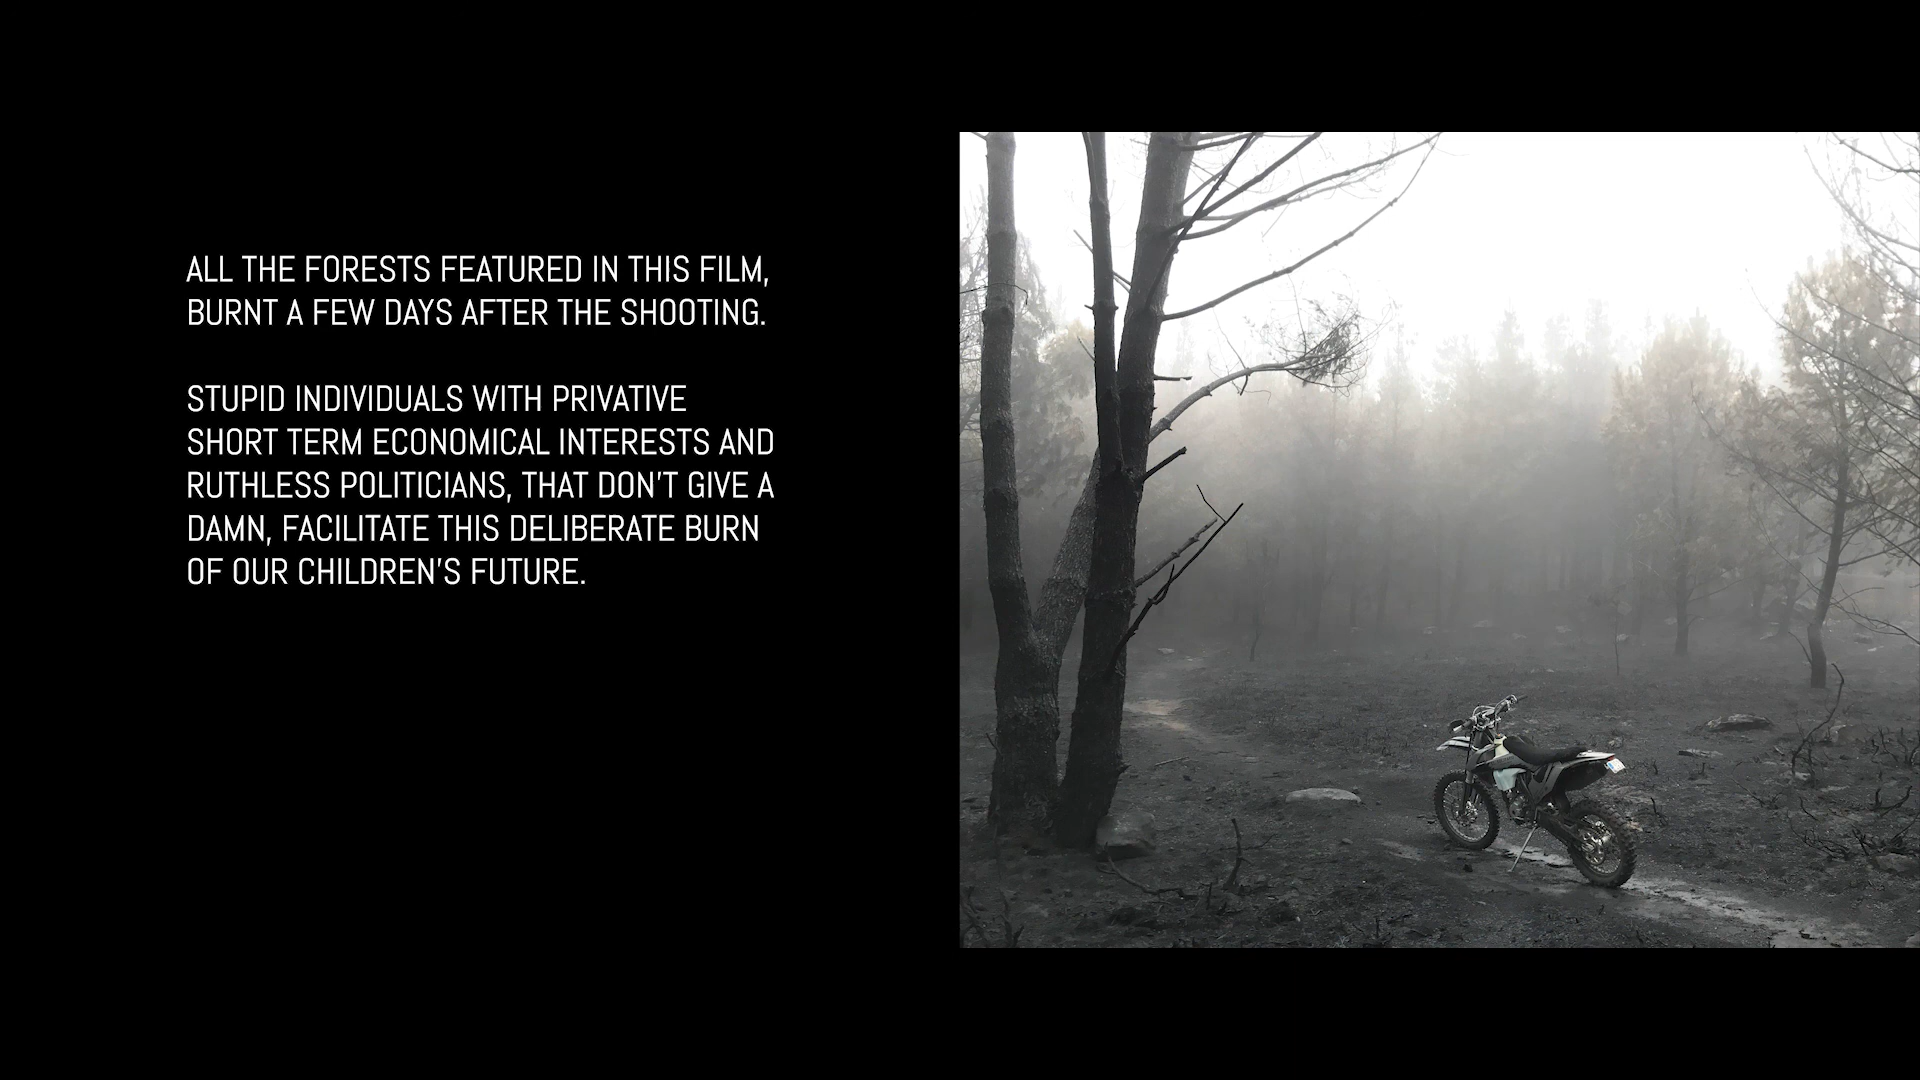 ALL THE FORESTS FEATURED IN THIS FILM,
BURNT A FEW DAYS AFTER THE SHOOTING.
STUPID INDIVIDUALS WITH PRIVATIVE
SHORT TERM ECONOMICAL INTERESTS AND
RUTHLESS POLITICIANS, THAT DON'T GIVE A
DAMN, FACILITATE THIS DELIBERATE BURN
OF OUR CHILDREN'S FUTURE.